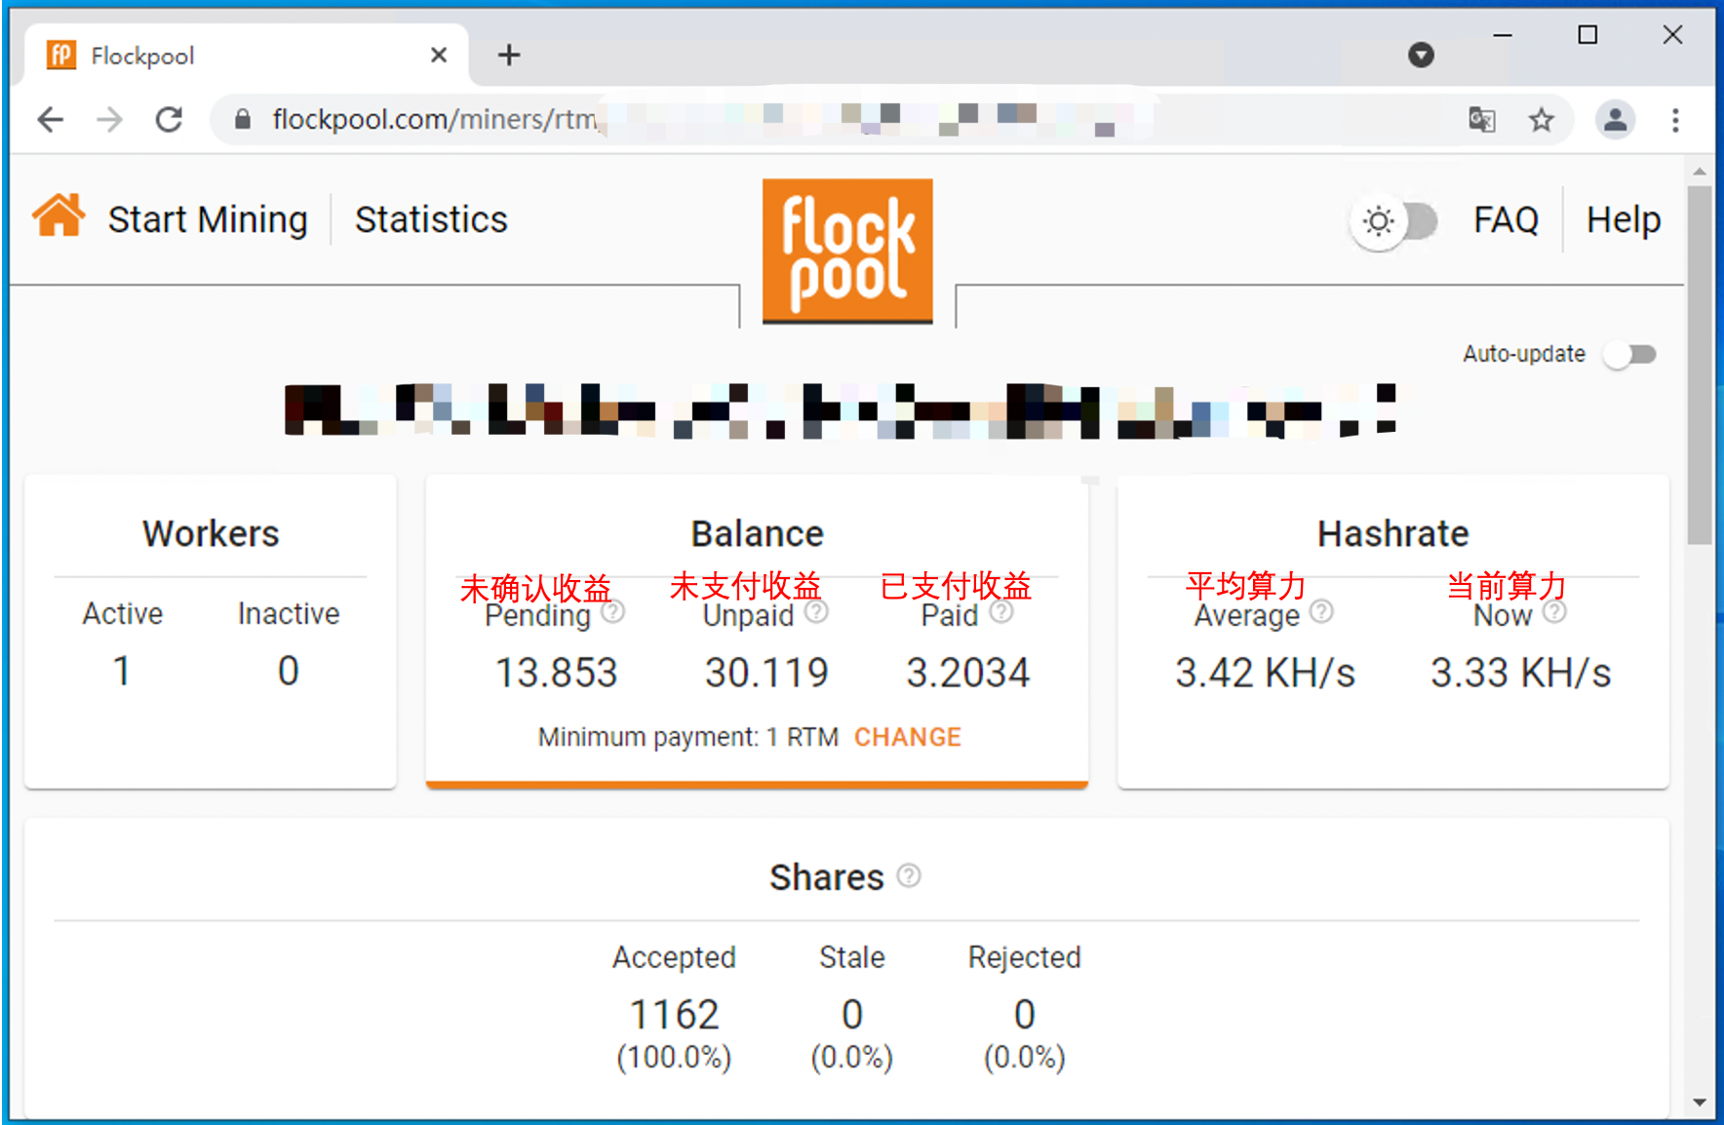 Flockpool
flockpool.com/miners/rtm
Start Mining
Statistics
flock
pool
FAQ
Help
Auto-update
Workers
Active
Inactive
1
0
Balance
未确认收益
未支付收益
已支付收益
Pending
Unpaid
Paid
13.853
30.119
3.2034
Minimum payment: 1 RTM CHANGE
Hashrate
平均算力
当前算力
Average
Now
3.42 KH/s
3.33 KH/s
Shares
Accepted
Stale
Rejected
1162
0
0
(100.0%)
(0.0%)
(0.0%)